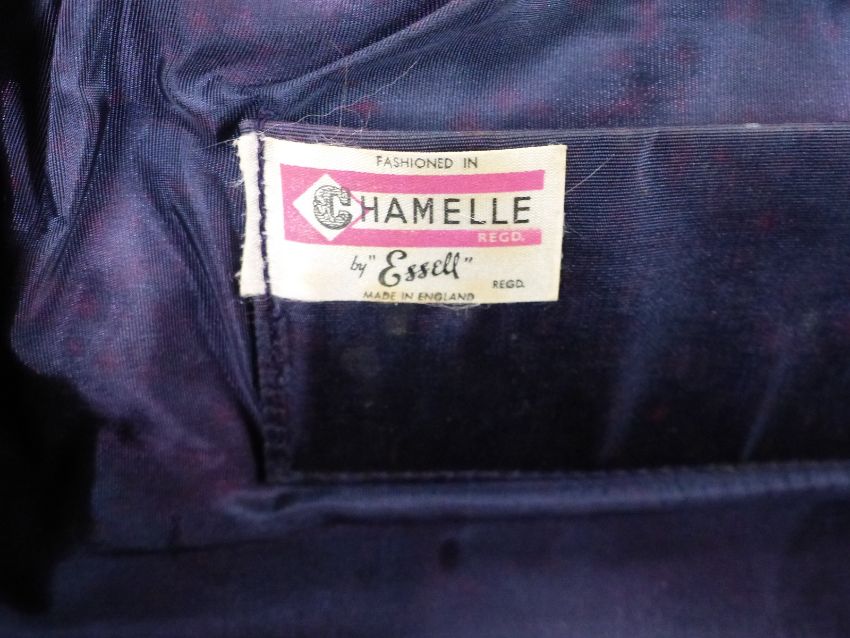 FASHIONED IN
CHAMELLE
REGD.
by "Essell"
REGD.
MADE IN ENGLAND